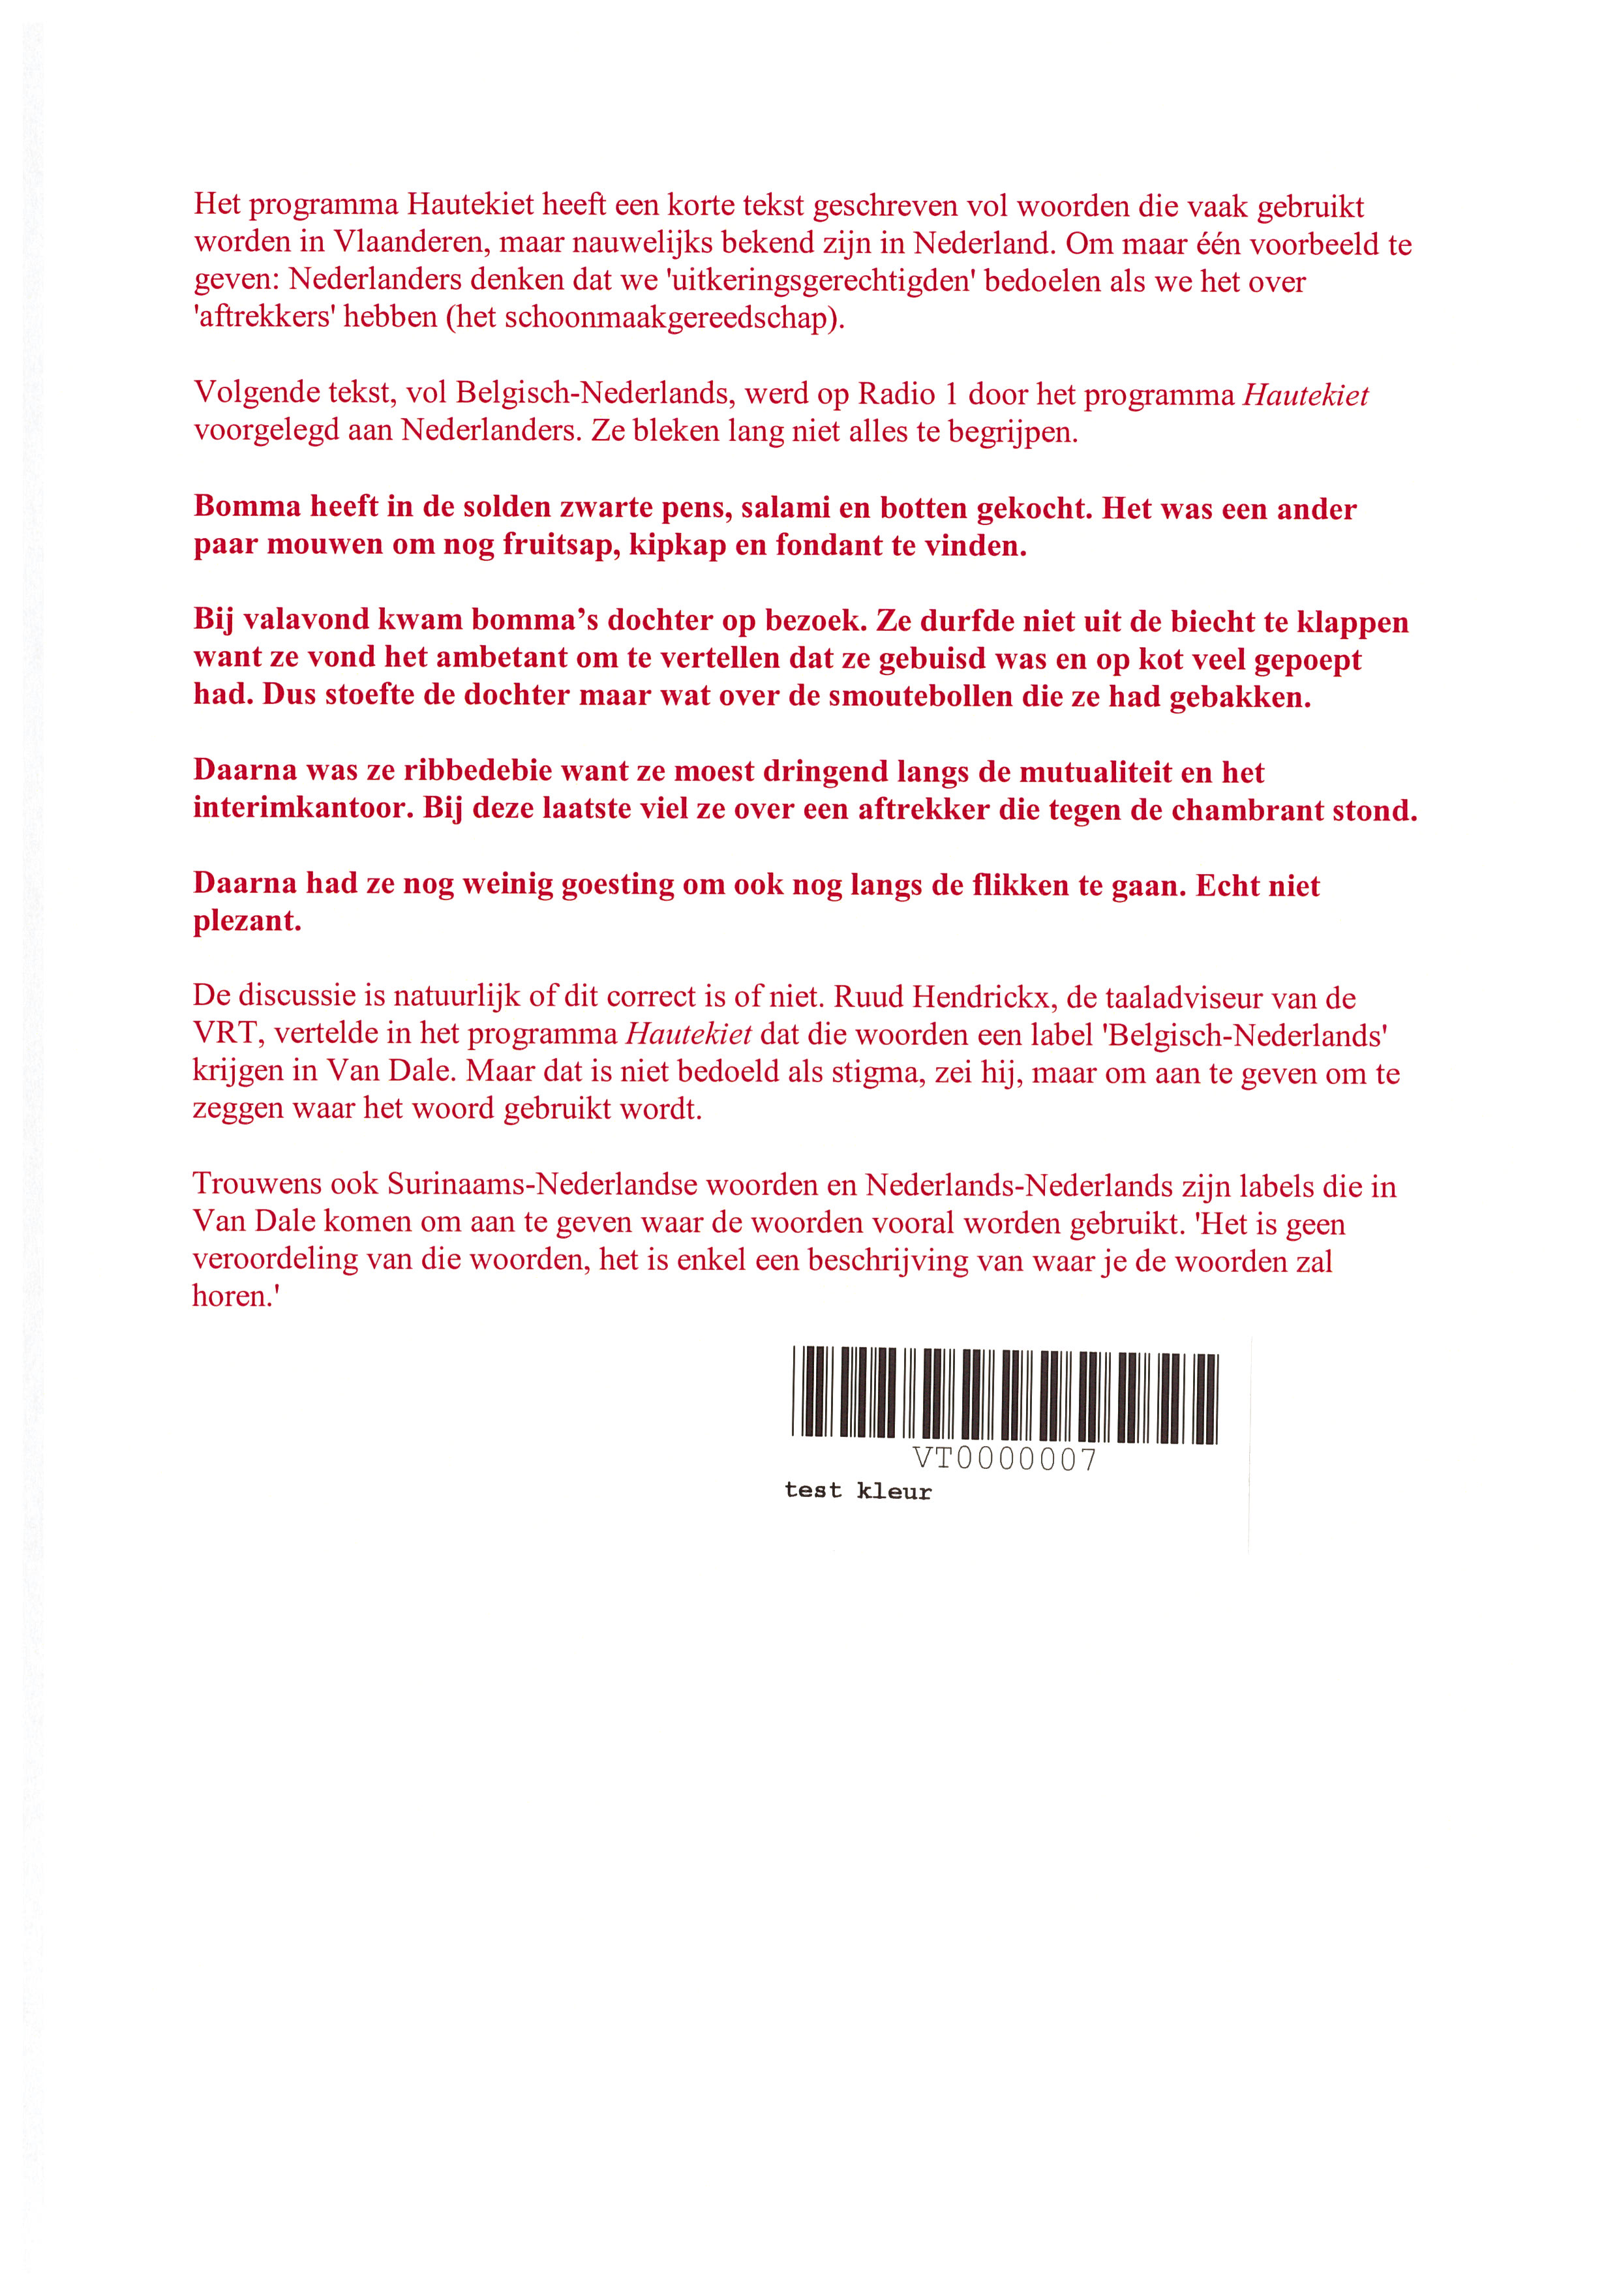 Het programma Hautekiet heeft een korte tekst geschreven vol woorden die vaak gebruikt
worden in Vlaanderen, maar nauwelijks bekend zijn in Nederland. Om maar één voorbeeld te
geven: Nederlanders denken dat we 'uitkeringsgerechtigden' bedoelen als we het over
'aftrekkers' hebben (het schoonmaakgereedschap).
Volgende tekst, vol Belgisch-Nederlands, werd op Radio 1 door het programma Hautekiet
voorgelegd aan Nederlanders. Ze bleken lang niet alles te begrijpen.
Bomma heeft in de solden zwarte pens, salami en botten gekocht. Het was een ander
paar mouwen om nog fruitsap, kipkap en fondant te vinden.
Bij valavond kwam bomma's dochter op bezoek. Ze durfde niet uit de biecht te klappen
want ze vond het ambetant om te vertellen dat ze gebuisd was en op kot veel gepoept
had. Dus stoefte de dochter maar wat over de smoutebollen die ze had gebakken.
Daarna was ze ribbedebie want ze moest dringend langs de mutualiteit en het
interimkantoor. Bij deze laatste viel ze over een aftrekker die tegen de chambrant stond.
Daarna had ze nog weinig goesting om ook nog langs de flikken te gaan. Echt niet
plezant.
De discussie is natuurlijk of dit correct is of niet. Ruud Hendrickx, de taaladviseur van de
VRT, vertelde in het programma Hautekiet dat die woorden een label 'Belgisch-Nederlands'
krijgen in Van Dale. Maar dat is niet bedoeld als stigma, zei hij, maar om aan te geven om te
zeggen waar het woord gebruikt wordt.
Trouwens ook Surinaams-Nederlandse woorden en Nederlands-Nederlands zijn labels die in
Van Dale komen om aan te geven waar de woorden vooral worden gebruikt. 'Het is geen
veroordeling van die woorden, het is enkel een beschrijving van waar je de woorden zal
horen.'
VT0000007
test kleur